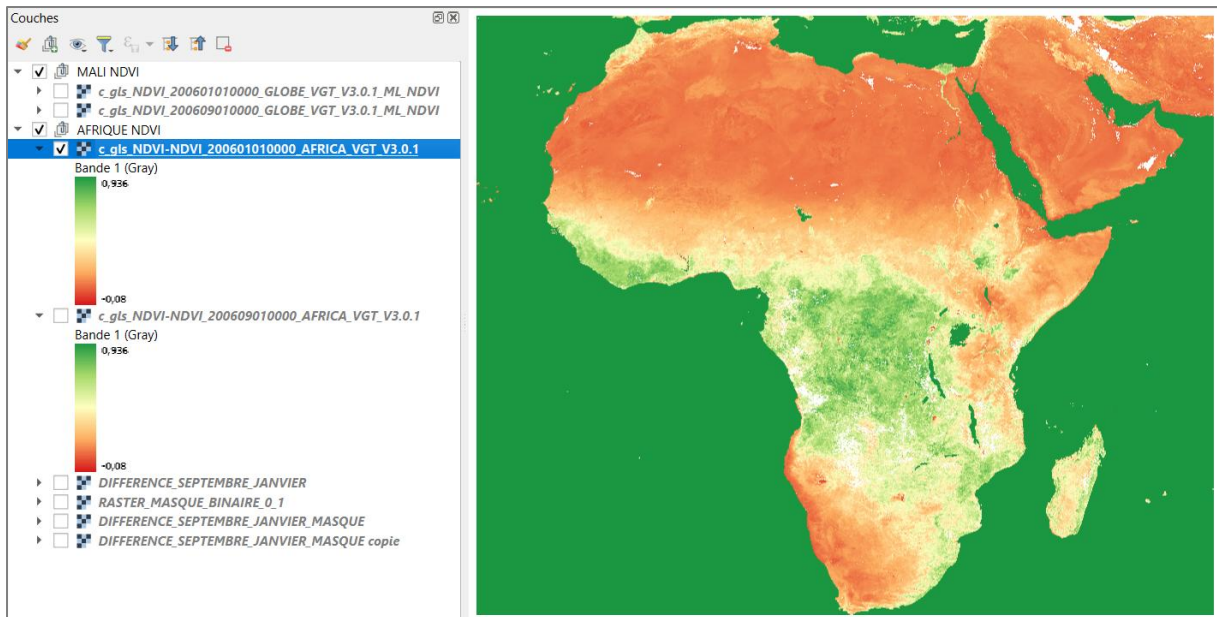 Couches
MALI NDVI
c_gls_NDVI_200601010000_GLOBE_VGT_V3.0.1_ML_NDVI
c_gls_NDVI_200609010000_GLOBE_VGT_V3.0.1_ML_NDVI
AFRIQUE NDVI
c_gls_NDVI-NDVI_200601010000_AFRICA_VGT_V3.0.1
Bande 1 (Gray)
0,936
-0,08
c_gls_NDVI-NDVI_200609010000_AFRICA_VGT_V3.0.1
Bande 1 (Gray)
0,936
-0,08
DIFFERENCE_SEPTEMBRE_JANVIER
RASTER_MASQUE_BINAIRE_0_1
DIFFERENCE_SEPTEMBRE_JANVIER_MASQUE
DIFFERENCE_SEPTEMBRE_JANVIER_MASQUE copie